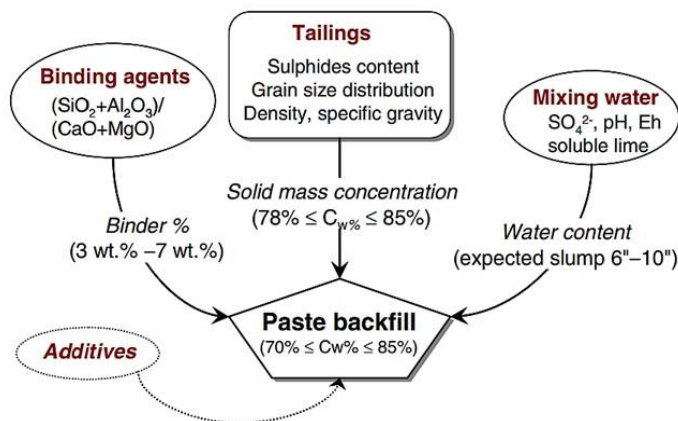 Tailings
Sulphides content
Grain size distribution
Density, specific gravity
Binding agents
(SiO₂+Al₂O₃)/
(CaO+MgO)
Mixing water
SO₄²⁻, pH, Eh
soluble lime
Solid mass concentration
(78% ≤ Cw% ≤ 85%)
Binder %
(3 wt.% –7 wt.%)
Water content
(expected slump 6"–10")
Paste backfill
(70% ≤ Cw% ≤ 85%)
Additives